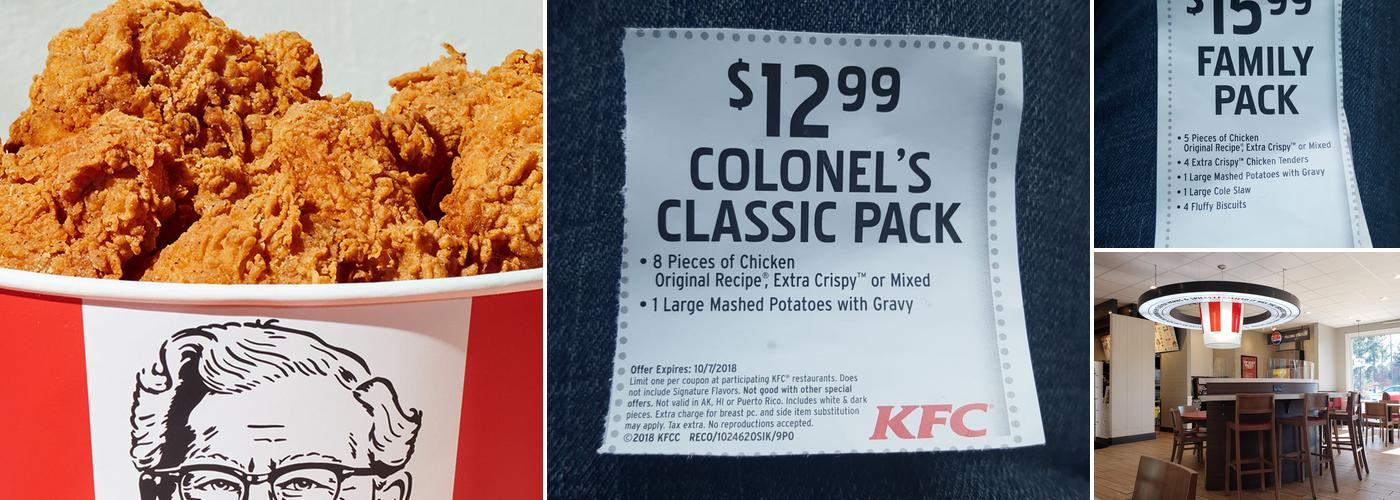 $12.99
COLONEL'S
CLASSIC PACK
• 8 Pieces of Chicken
Original Recipe®, Extra Crispy™ or Mixed
• 1 Large Mashed Potatoes with Gravy
Offer Expires: 10/7/2018
Limit one per coupon at participating KFC® restaurants. Does
not include Signature Flavors. Not good with other special
offers. Not valid in AK, HI or Puerto Rico. Includes white & dark
pieces. Extra charge for breast pc. and side item substitution
may apply. Tax extra. No reproductions accepted.
©2018 KFCC RECO/1024620SIK/9P0
KFC
$15.99
FAMILY
PACK
• 5 Pieces of Chicken
Original Recipe®, Extra Crispy™ or Mixed
• 4 Extra Crispy™ Chicken Tenders
• 1 Large Mashed Potatoes with Gravy
• 1 Large Cole Slaw
• 4 Fluffy Biscuits